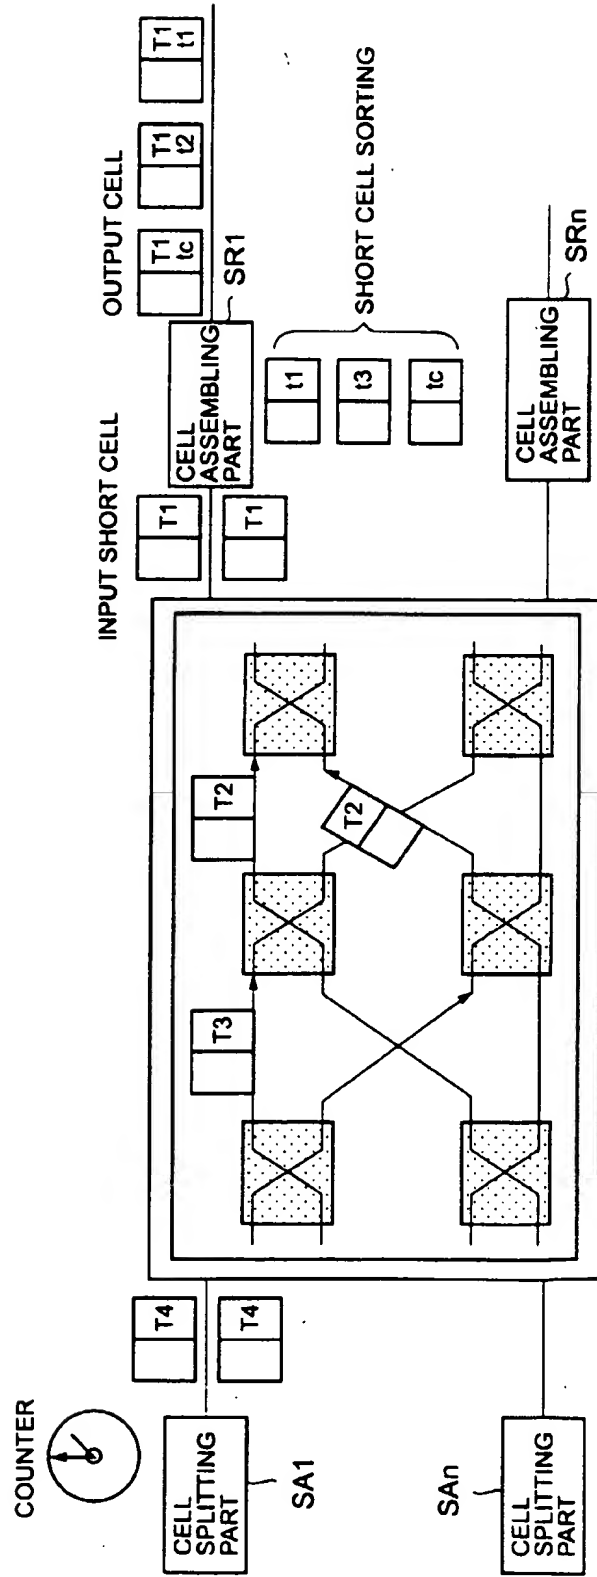 COUNTER
CELL
SPLITTING
PART
SA1
CELL
SPLITTING
PART
SAn
T4
T4
T3
T2
T2
INPUT SHORT CELL
T1
T1
CELL
ASSEMBLING
PART
SR1
t1
t3
tc
SHORT CELL SORTING
OUTPUT CELL
T1
tc
T1
t2
T1
t1
CELL
ASSEMBLING
PART
SRn